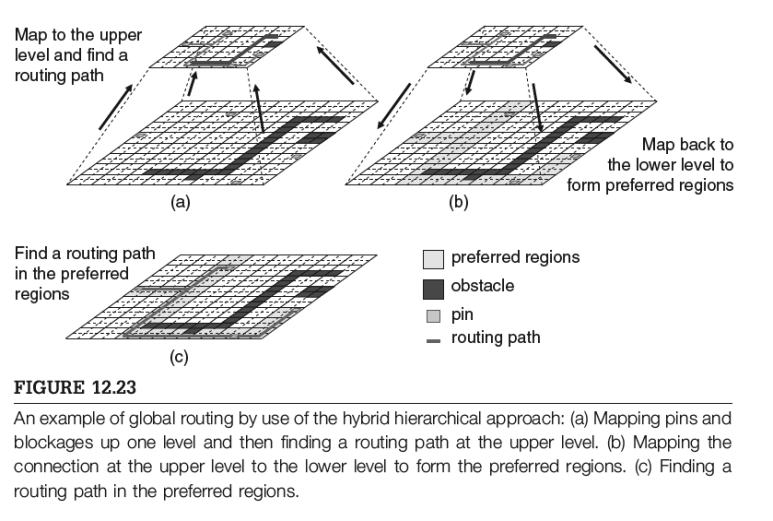 Map to the upper
level and find a
routing path
(a)
(b)
Map back to
the lower level to
form preferred regions
Find a routing path
in the preferred
regions
(c)
preferred regions
obstacle
pin
routing path
FIGURE 12.23
An example of global routing by use of the hybrid hierarchical approach: (a) Mapping pins and
blockages up one level and then finding a routing path at the upper level. (b) Mapping the
connection at the upper level to the lower level to form the preferred regions. (c) Finding a
routing path in the preferred regions.